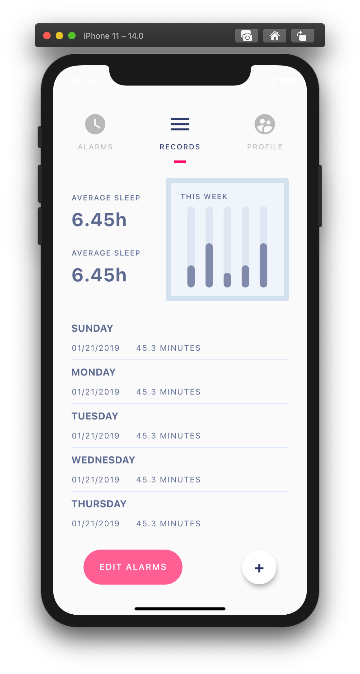 iPhone 11 – 14.0
ALARMS
RECORDS
PROFILE
AVERAGE SLEEP
6.45h
AVERAGE SLEEP
6.45h
THIS WEEK
SUNDAY
01/21/2019 45.3 MINUTES
MONDAY
01/21/2019 45.3 MINUTES
TUESDAY
01/21/2019 45.3 MINUTES
WEDNESDAY
01/21/2019 45.3 MINUTES
THURSDAY
01/21/2019 45.3 MINUTES
EDIT ALARMS
+